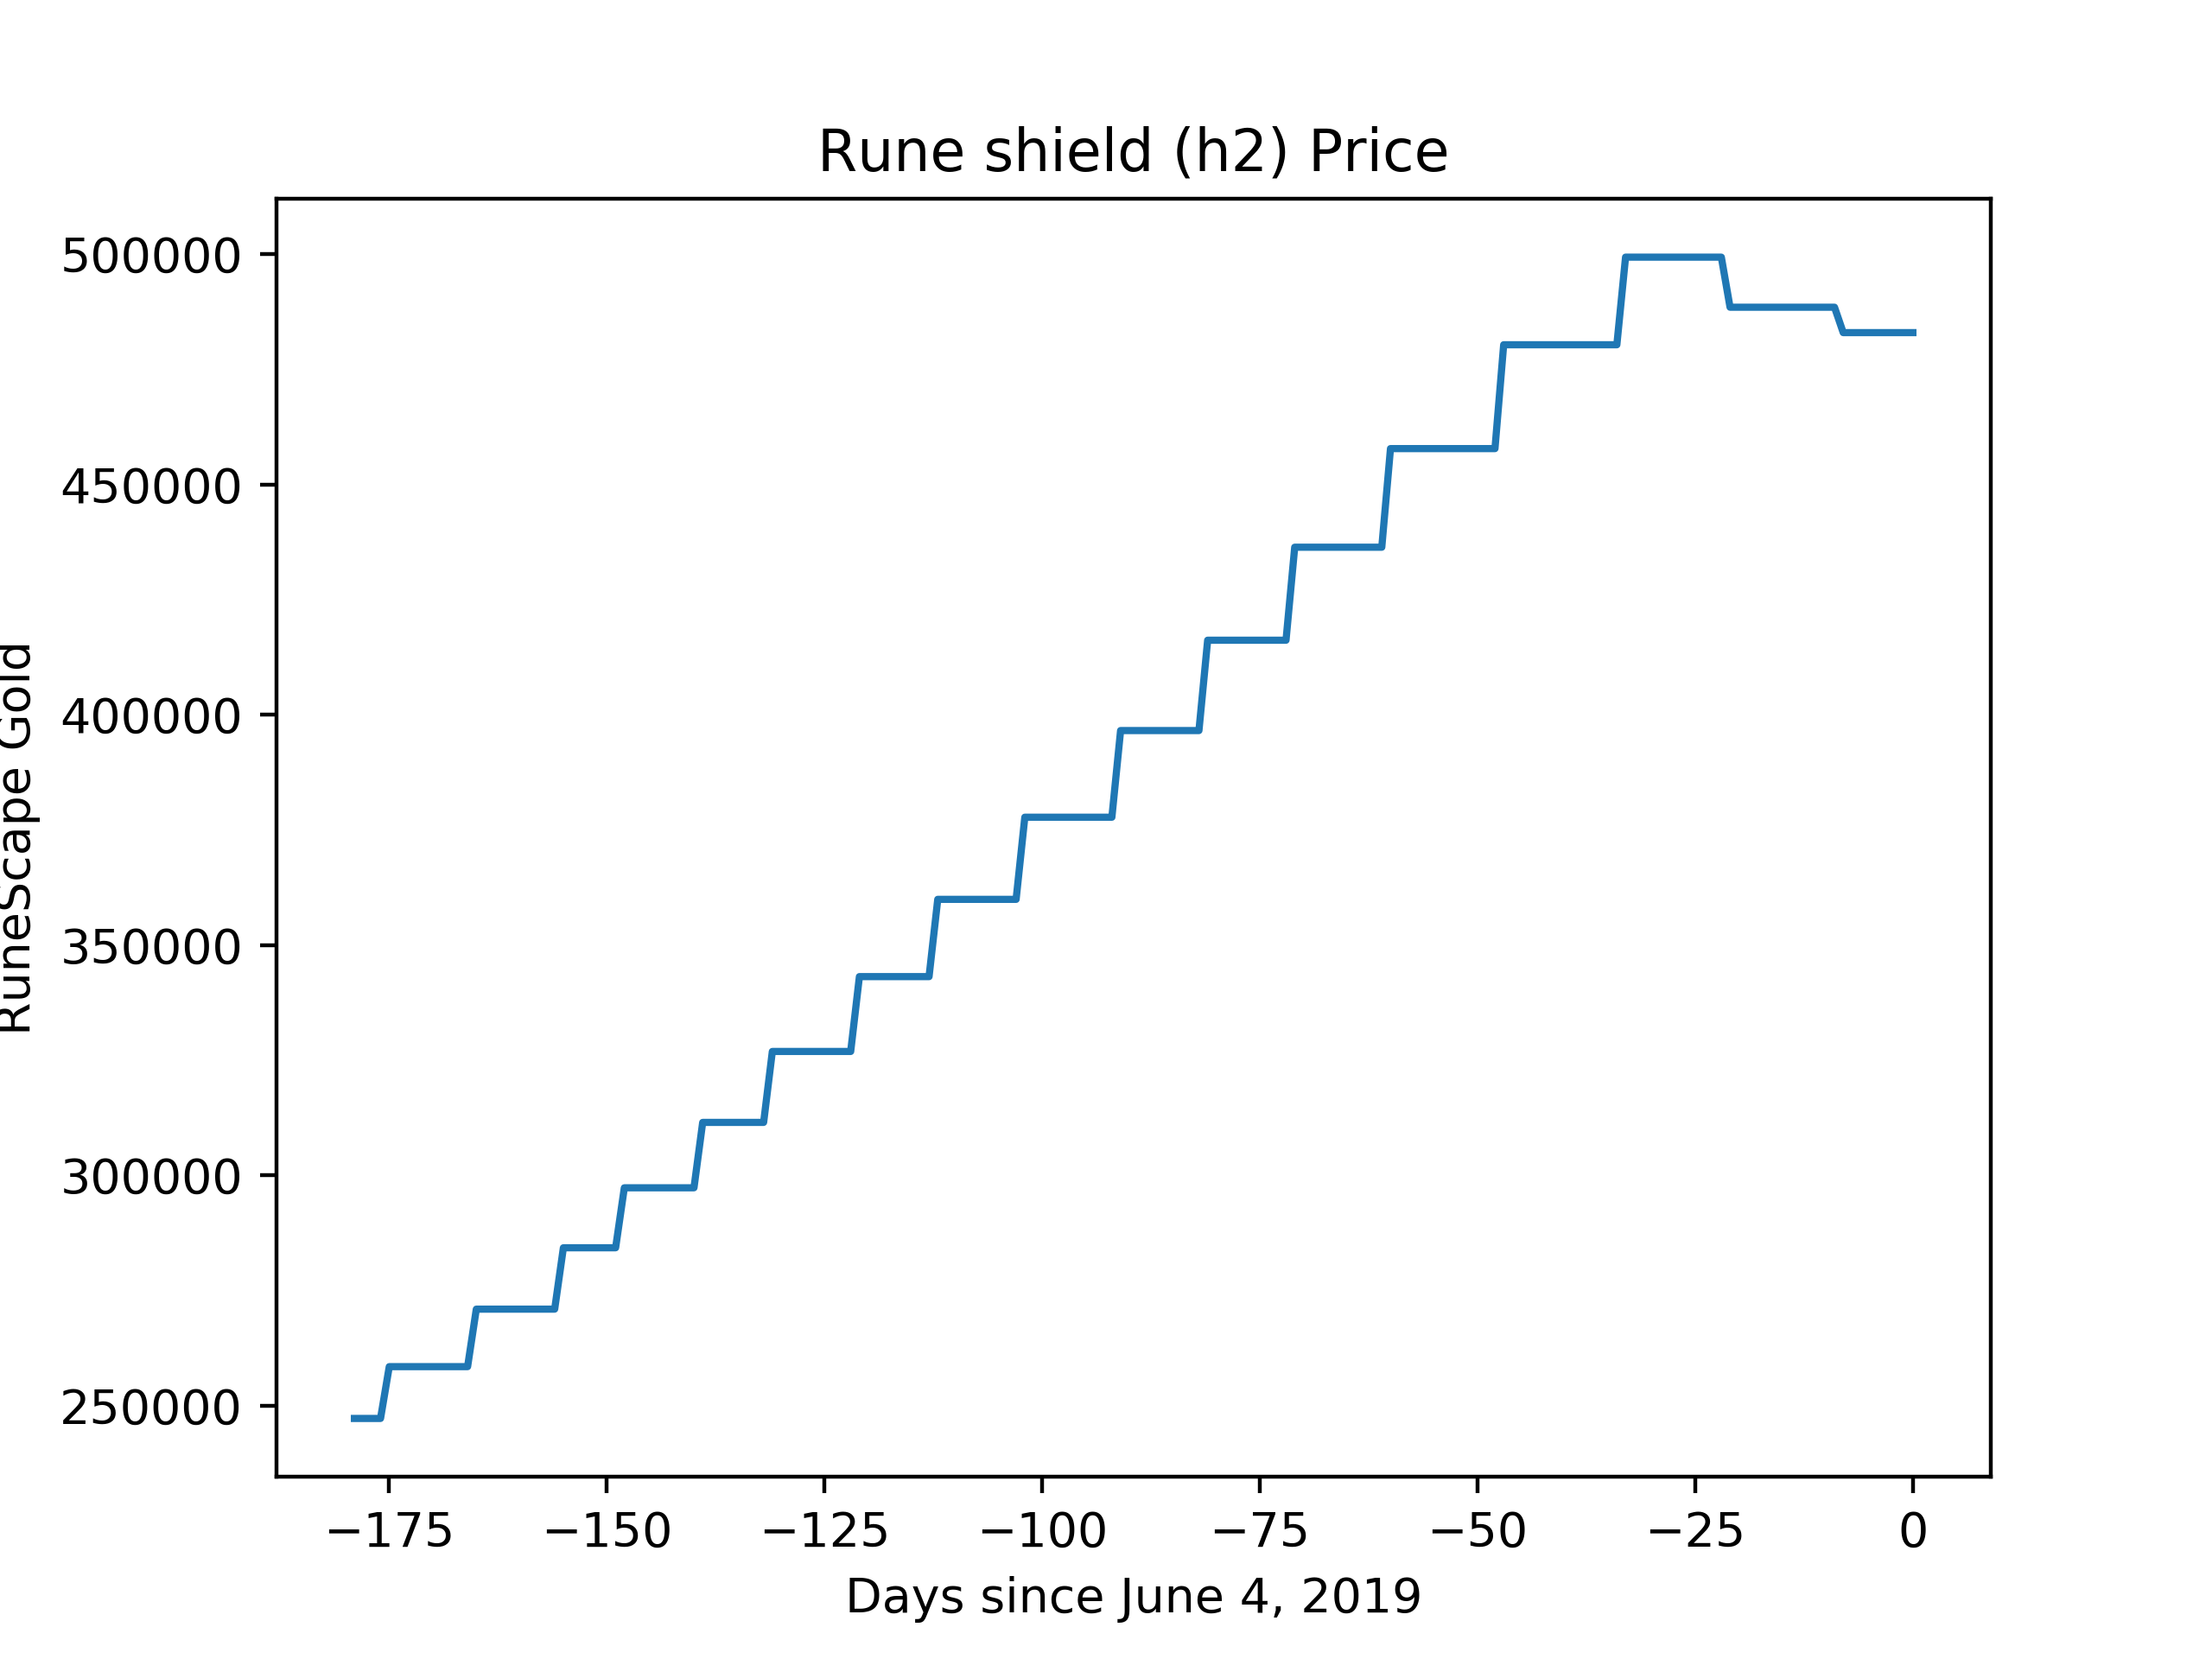 Rune shield (h2) Price
RuneScape Gold
500000
450000
400000
350000
300000
250000
−175 −150 −125 −100 −75 −50 −25 0
Days since June 4, 2019